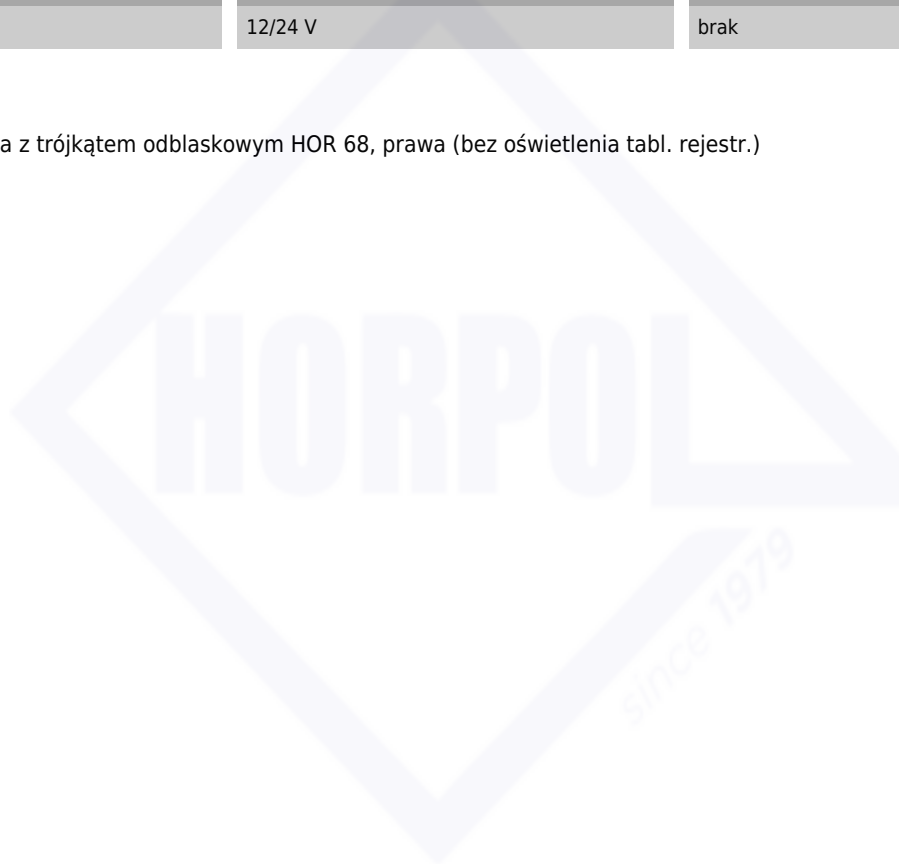 12/24 V brak
a z trójkątem odblaskowym HOR 68, prawa (bez oświetlenia tabl. rejestr.)
HORPOL
since 1979